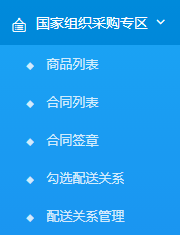 国家组织采购专区
商品列表
合同列表
合同签章
勾选配送关系
配送关系管理